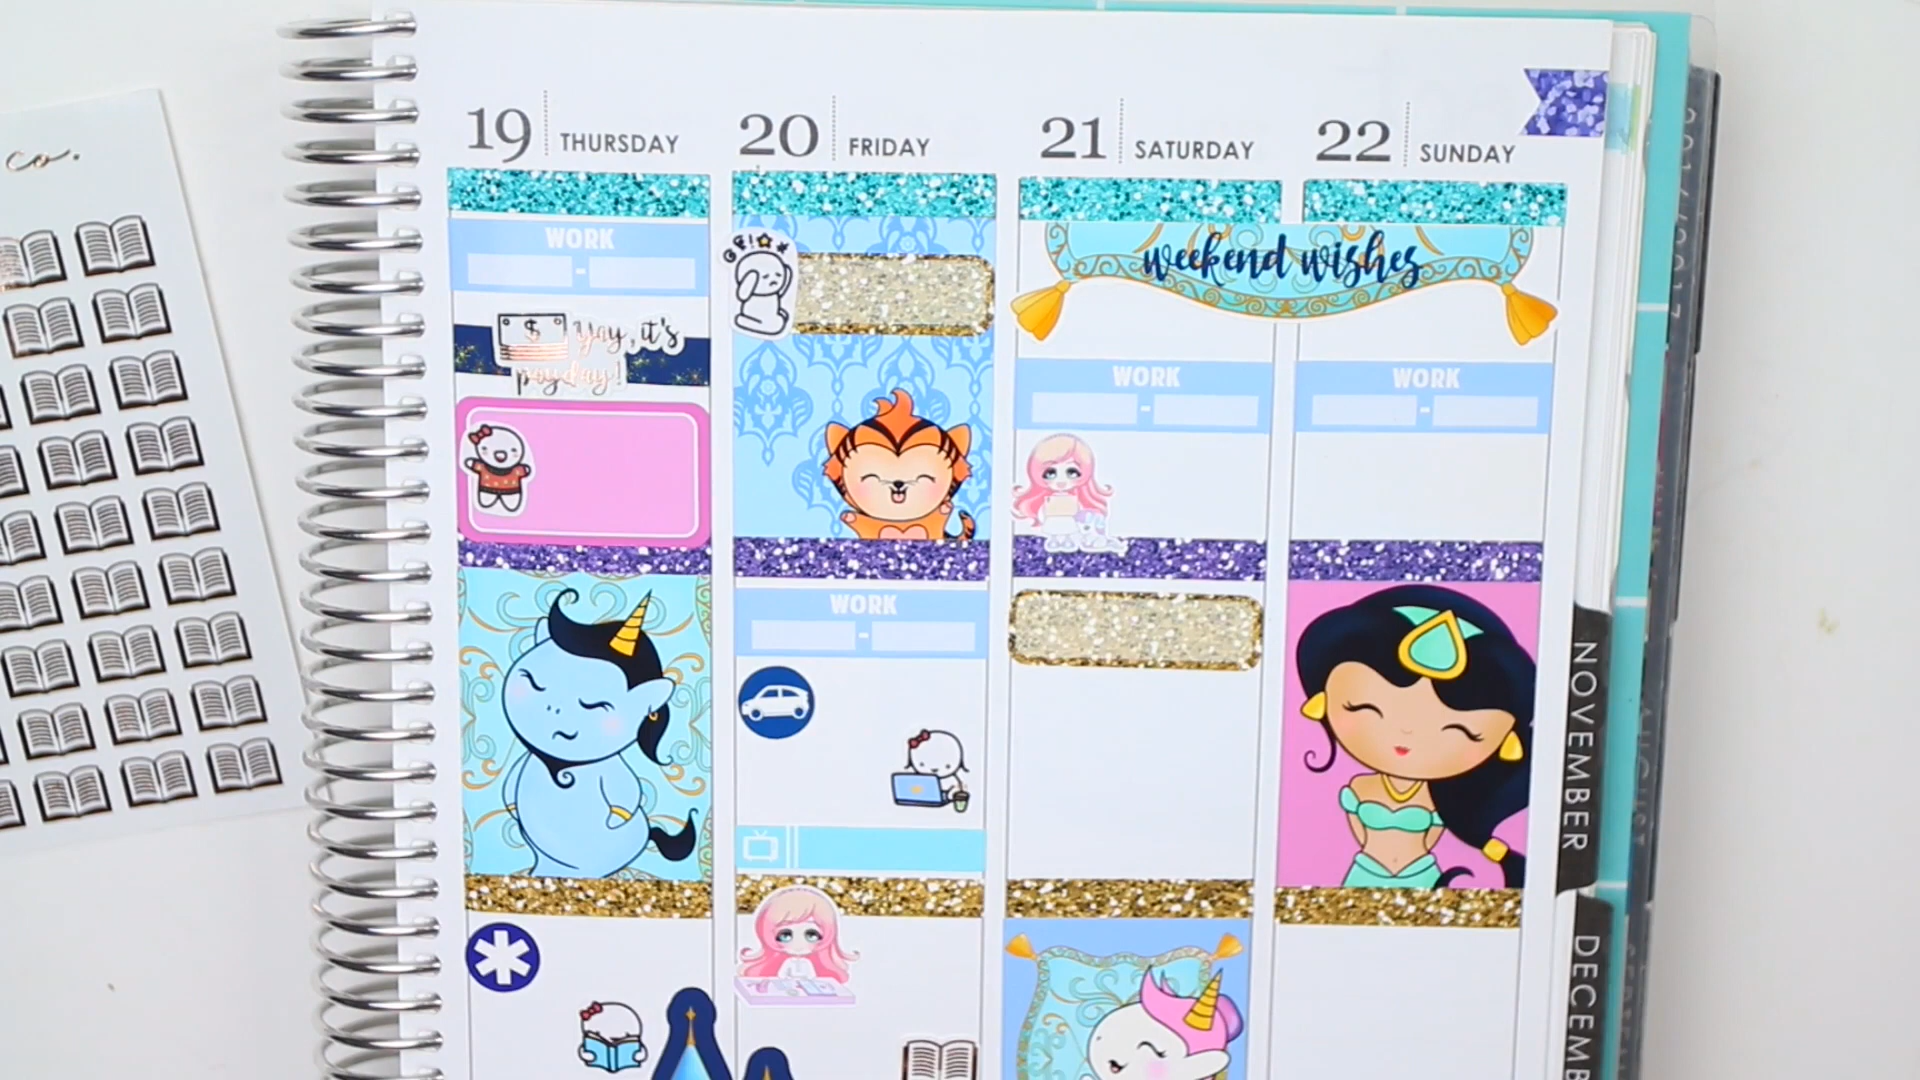 co.
19 THURSDAY
20 FRIDAY
21 SATURDAY
22 SUNDAY
WORK
-
$ Yay, it's
payday!
weekend wishes
WORK
-
WORK
-
WORK
-
NOVEMBER
DECEMB